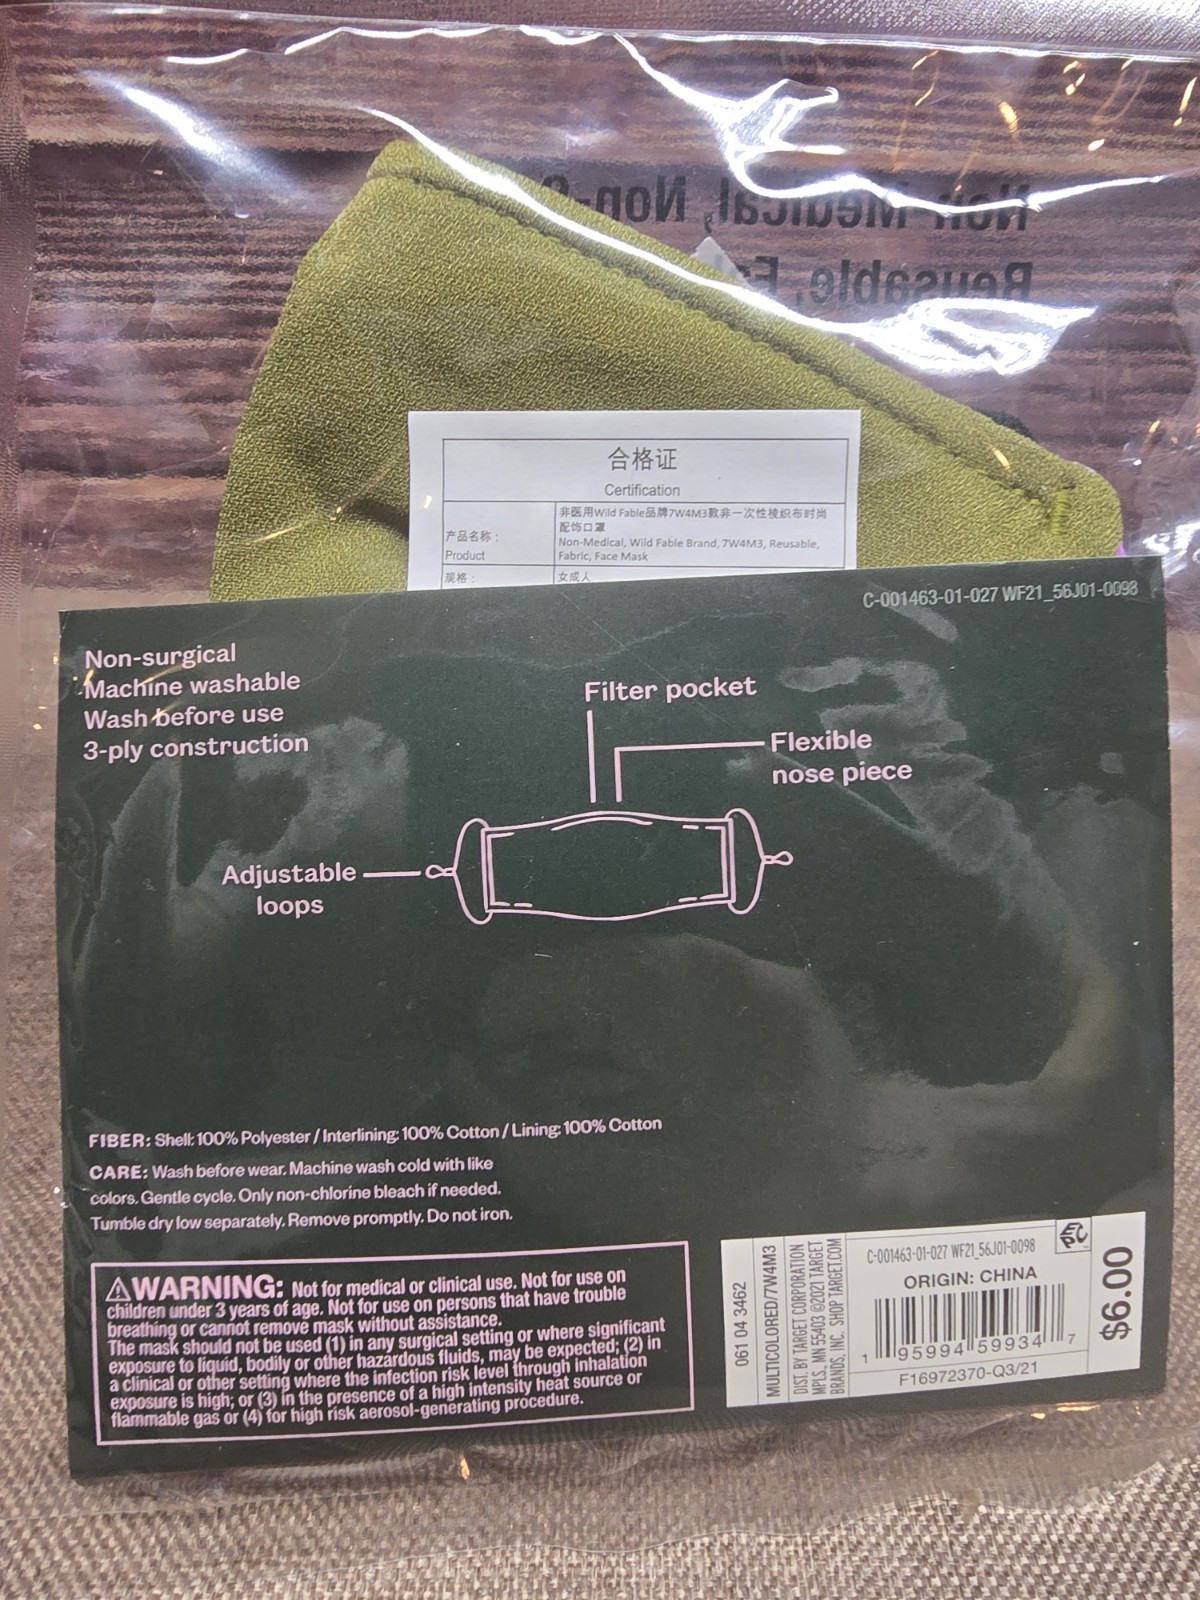 Non-Medical, Non-S
Reusable, Fa
合格证
Certification
产品名称：
Product
非医用Wild Fable品牌7W4M3款非一次性梭织布时尚
配饰口罩
Non-Medical, Wild Fable Brand, 7W4M3, Reusable,
Fabric, Face Mask
规格：
女成人
C-001463-01-027 WF21_56J01-0098
Non-surgical
Machine washable
Wash before use
3-ply construction
Filter pocket
Flexible
nose piece
Adjustable
loops
FIBER: Shell: 100% Polyester / Interlining: 100% Cotton / Lining: 100% Cotton
CARE: Wash before wear. Machine wash cold with like
colors. Gentle cycle. Only non-chlorine bleach if needed.
Tumble dry low separately. Remove promptly. Do not iron.
⚠WARNING: Not for medical or clinical use. Not for use on
children under 3 years of age. Not for use on persons that have trouble
breathing or cannot remove mask without assistance.
The mask should not be used (1) in any surgical setting or where significant
exposure to liquid, bodily or other hazardous fluids, may be expected; (2) in
a clinical or other setting where the infection risk level through inhalation
exposure is high; or (3) in the presence of a high intensity heat source or
flammable gas or (4) for high risk aerosol-generating procedure.
061 04 3462
MULTICOLORED/7W4M3
DIST. BY TARGET CORPORATION
MPLS., MN 55403 ©2021 TARGET
BRANDS, INC. SHOP TARGET.COM
C-001463-01-027 WF21_56J01-0098
EPC
ORIGIN: CHINA
1 95994 59934 7
F16972370-Q3/21
$6.00